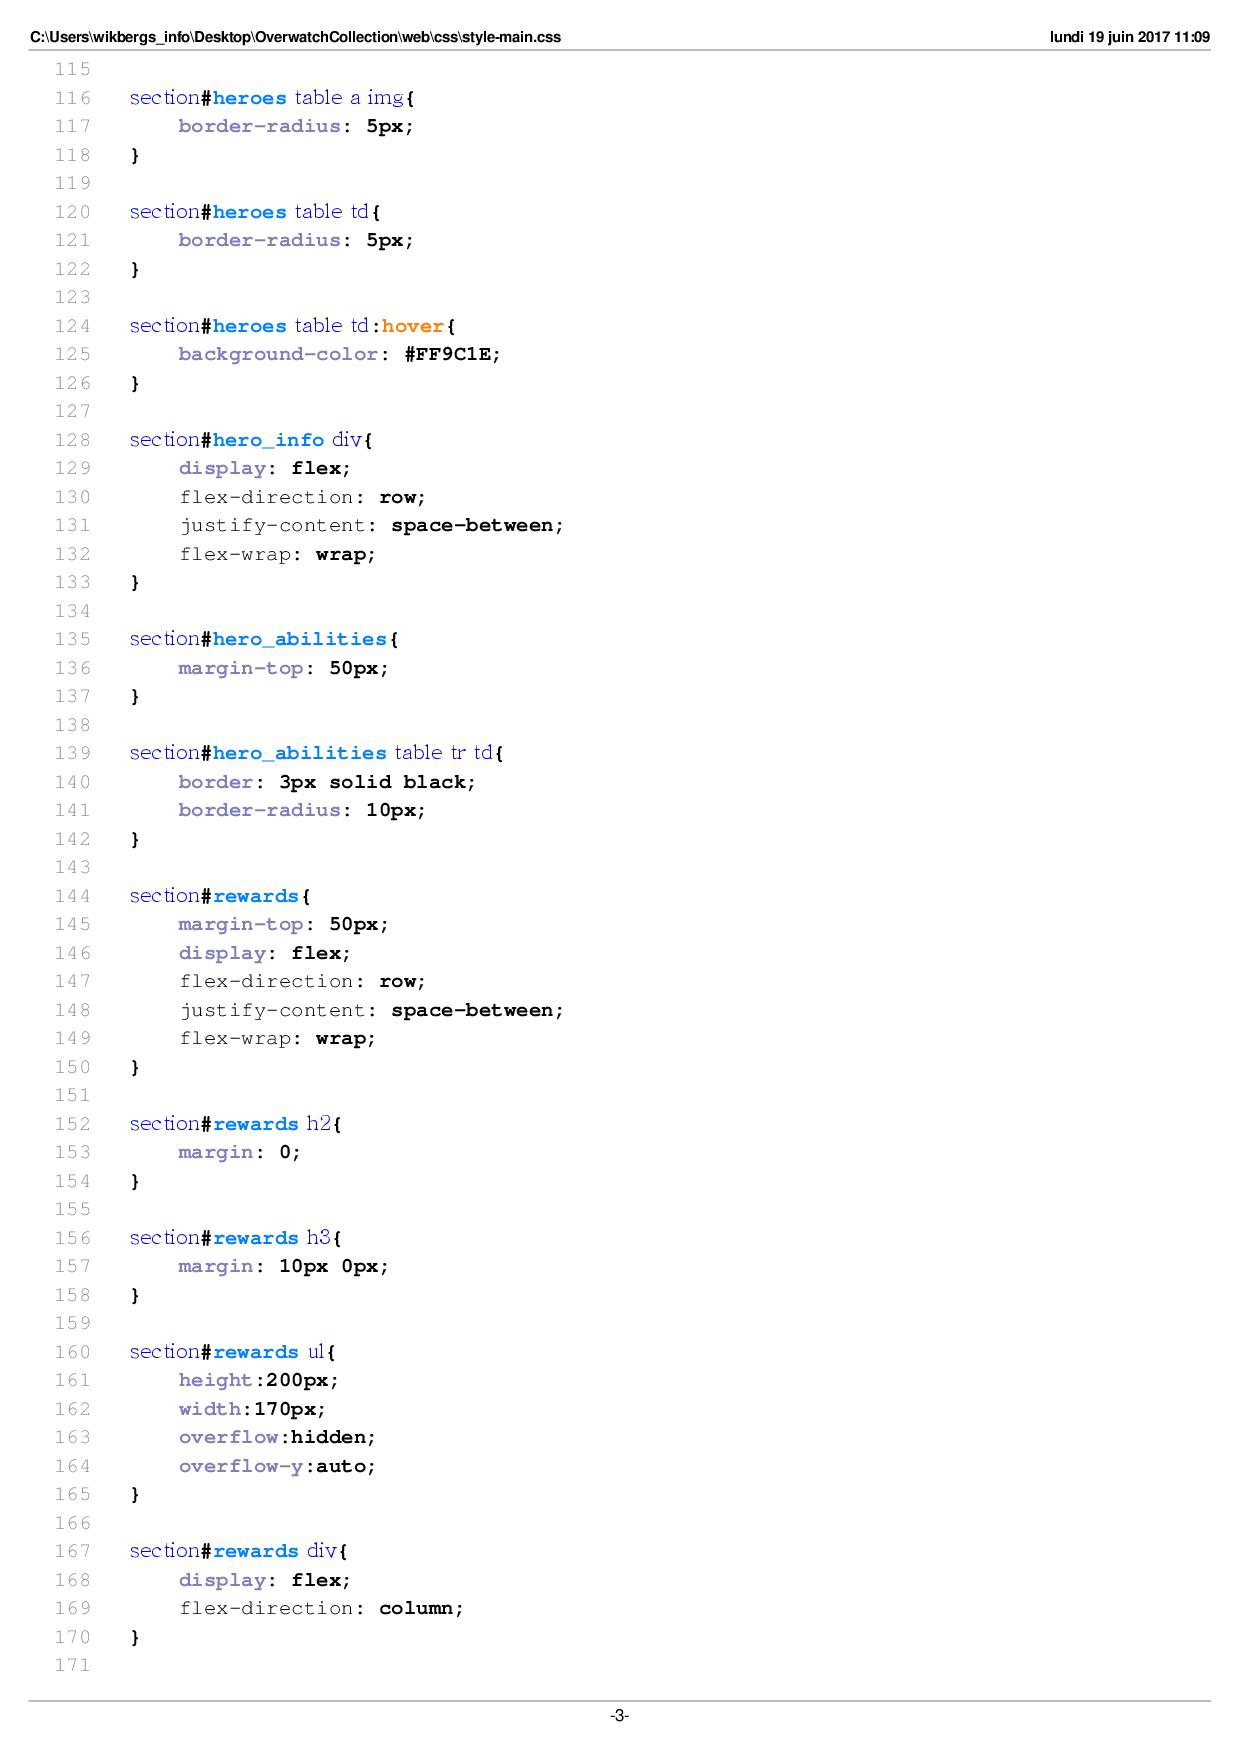 C:\Users\wikbergs_info\Desktop\OverwatchCollection\web\css\style-main.css lundi 19 juin 2017 11:09
115
116 section#heroes table a img{
117 border-radius: 5px;
118 }
119
120 section#heroes table td{
121 border-radius: 5px;
122 }
123
124 section#heroes table td:hover{
125 background-color: #FF9C1E;
126 }
127
128 section#hero_info div{
129 display: flex;
130 flex-direction: row;
131 justify-content: space-between;
132 flex-wrap: wrap;
133 }
134
135 section#hero_abilities{
136 margin-top: 50px;
137 }
138
139 section#hero_abilities table tr td{
140 border: 3px solid black;
141 border-radius: 10px;
142 }
143
144 section#rewards{
145 margin-top: 50px;
146 display: flex;
147 flex-direction: row;
148 justify-content: space-between;
149 flex-wrap: wrap;
150 }
151
152 section#rewards h2{
153 margin: 0;
154 }
155
156 section#rewards h3{
157 margin: 10px 0px;
158 }
159
160 section#rewards ul{
161 height:200px;
162 width:170px;
163 overflow:hidden;
164 overflow-y:auto;
165 }
166
167 section#rewards div{
168 display: flex;
169 flex-direction: column;
170 }
171
-3-